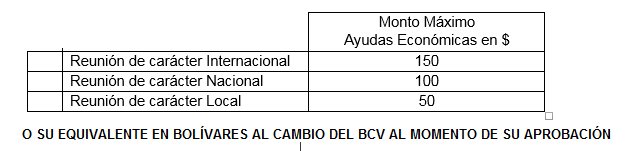 Monto Máximo
Ayudas Económicas en $
Reunión de carácter Internacional 150
Reunión de carácter Nacional 100
Reunión de carácter Local 50
O SU EQUIVALENTE EN BOLÍVARES AL CAMBIO DEL BCV AL MOMENTO DE SU APROBACIÓN